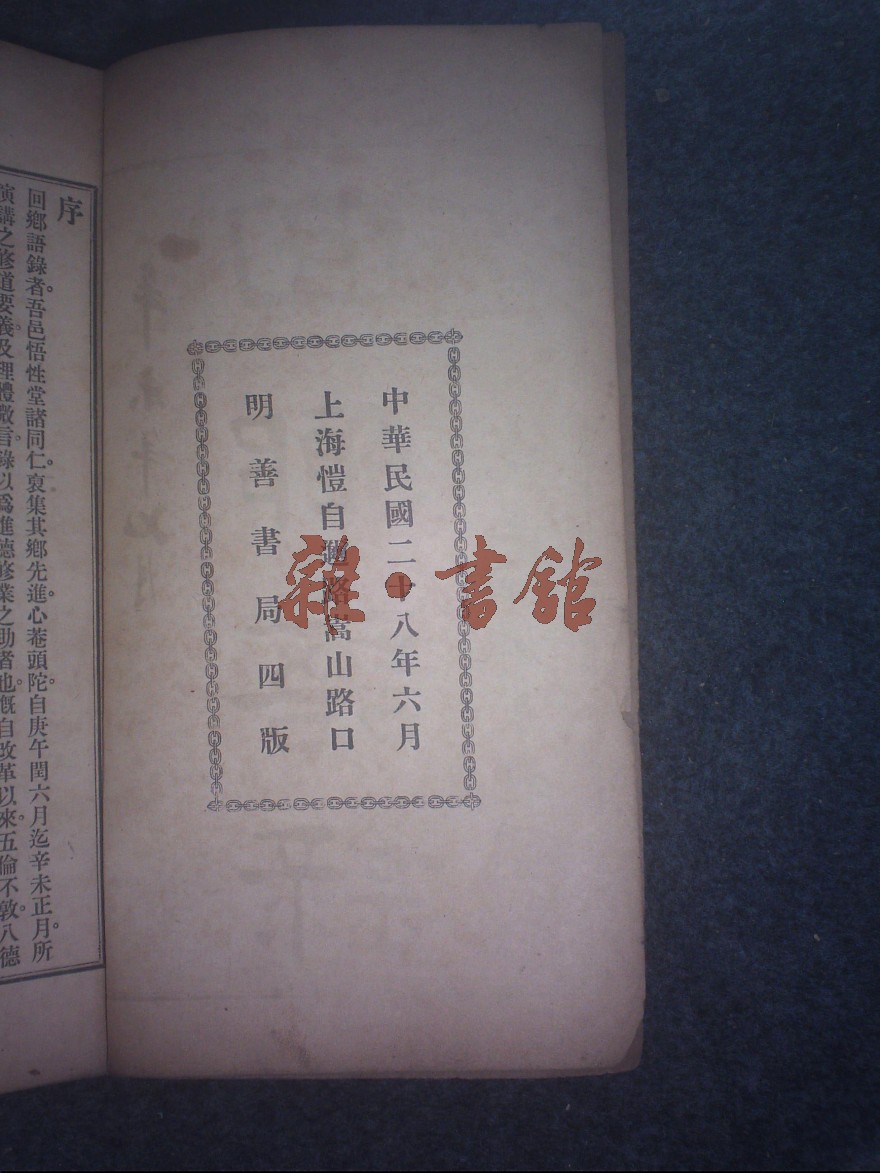 中華民國二十八年六月
上海愷自邇路嵩山路口
明善書局四版
雜·書館
序
回鄉語錄者。吾邑悟性堂諸同仁。裒集其鄉先進。心菴頭陀。自庚午閏六月迄辛未正月。所
演講之修道要義。及理體微言。錄以爲進德修業之助者也。慨自改革以來。五倫不敦。八德